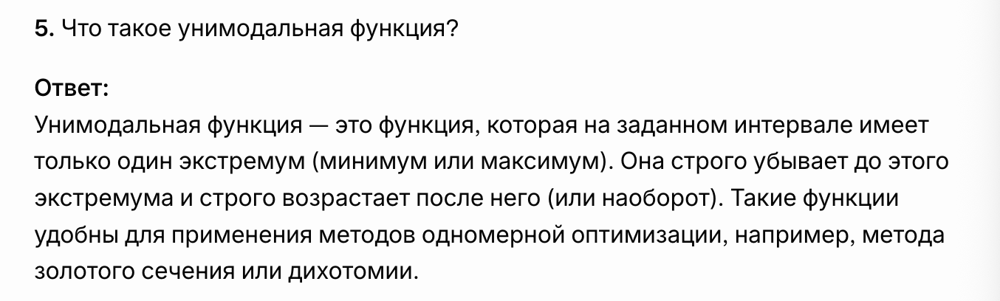 5. Что такое унимодальная функция?
Ответ:
Унимодальная функция — это функция, которая на заданном интервале имеет
только один экстремум (минимум или максимум). Она строго убывает до этого
экстремума и строго возрастает после него (или наоборот). Такие функции
удобны для применения методов одномерной оптимизации, например, метода
золотого сечения или дихотомии.